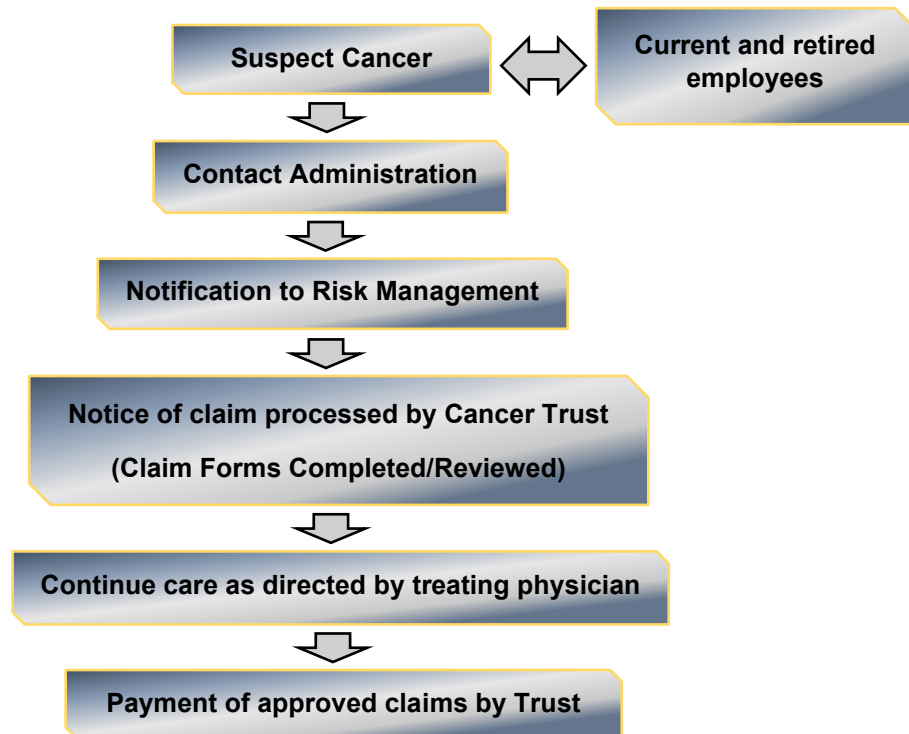 Suspect Cancer
Current and retired
employees
Contact Administration
Notification to Risk Management
Notice of claim processed by Cancer Trust
(Claim Forms Completed/Reviewed)
Continue care as directed by treating physician
Payment of approved claims by Trust